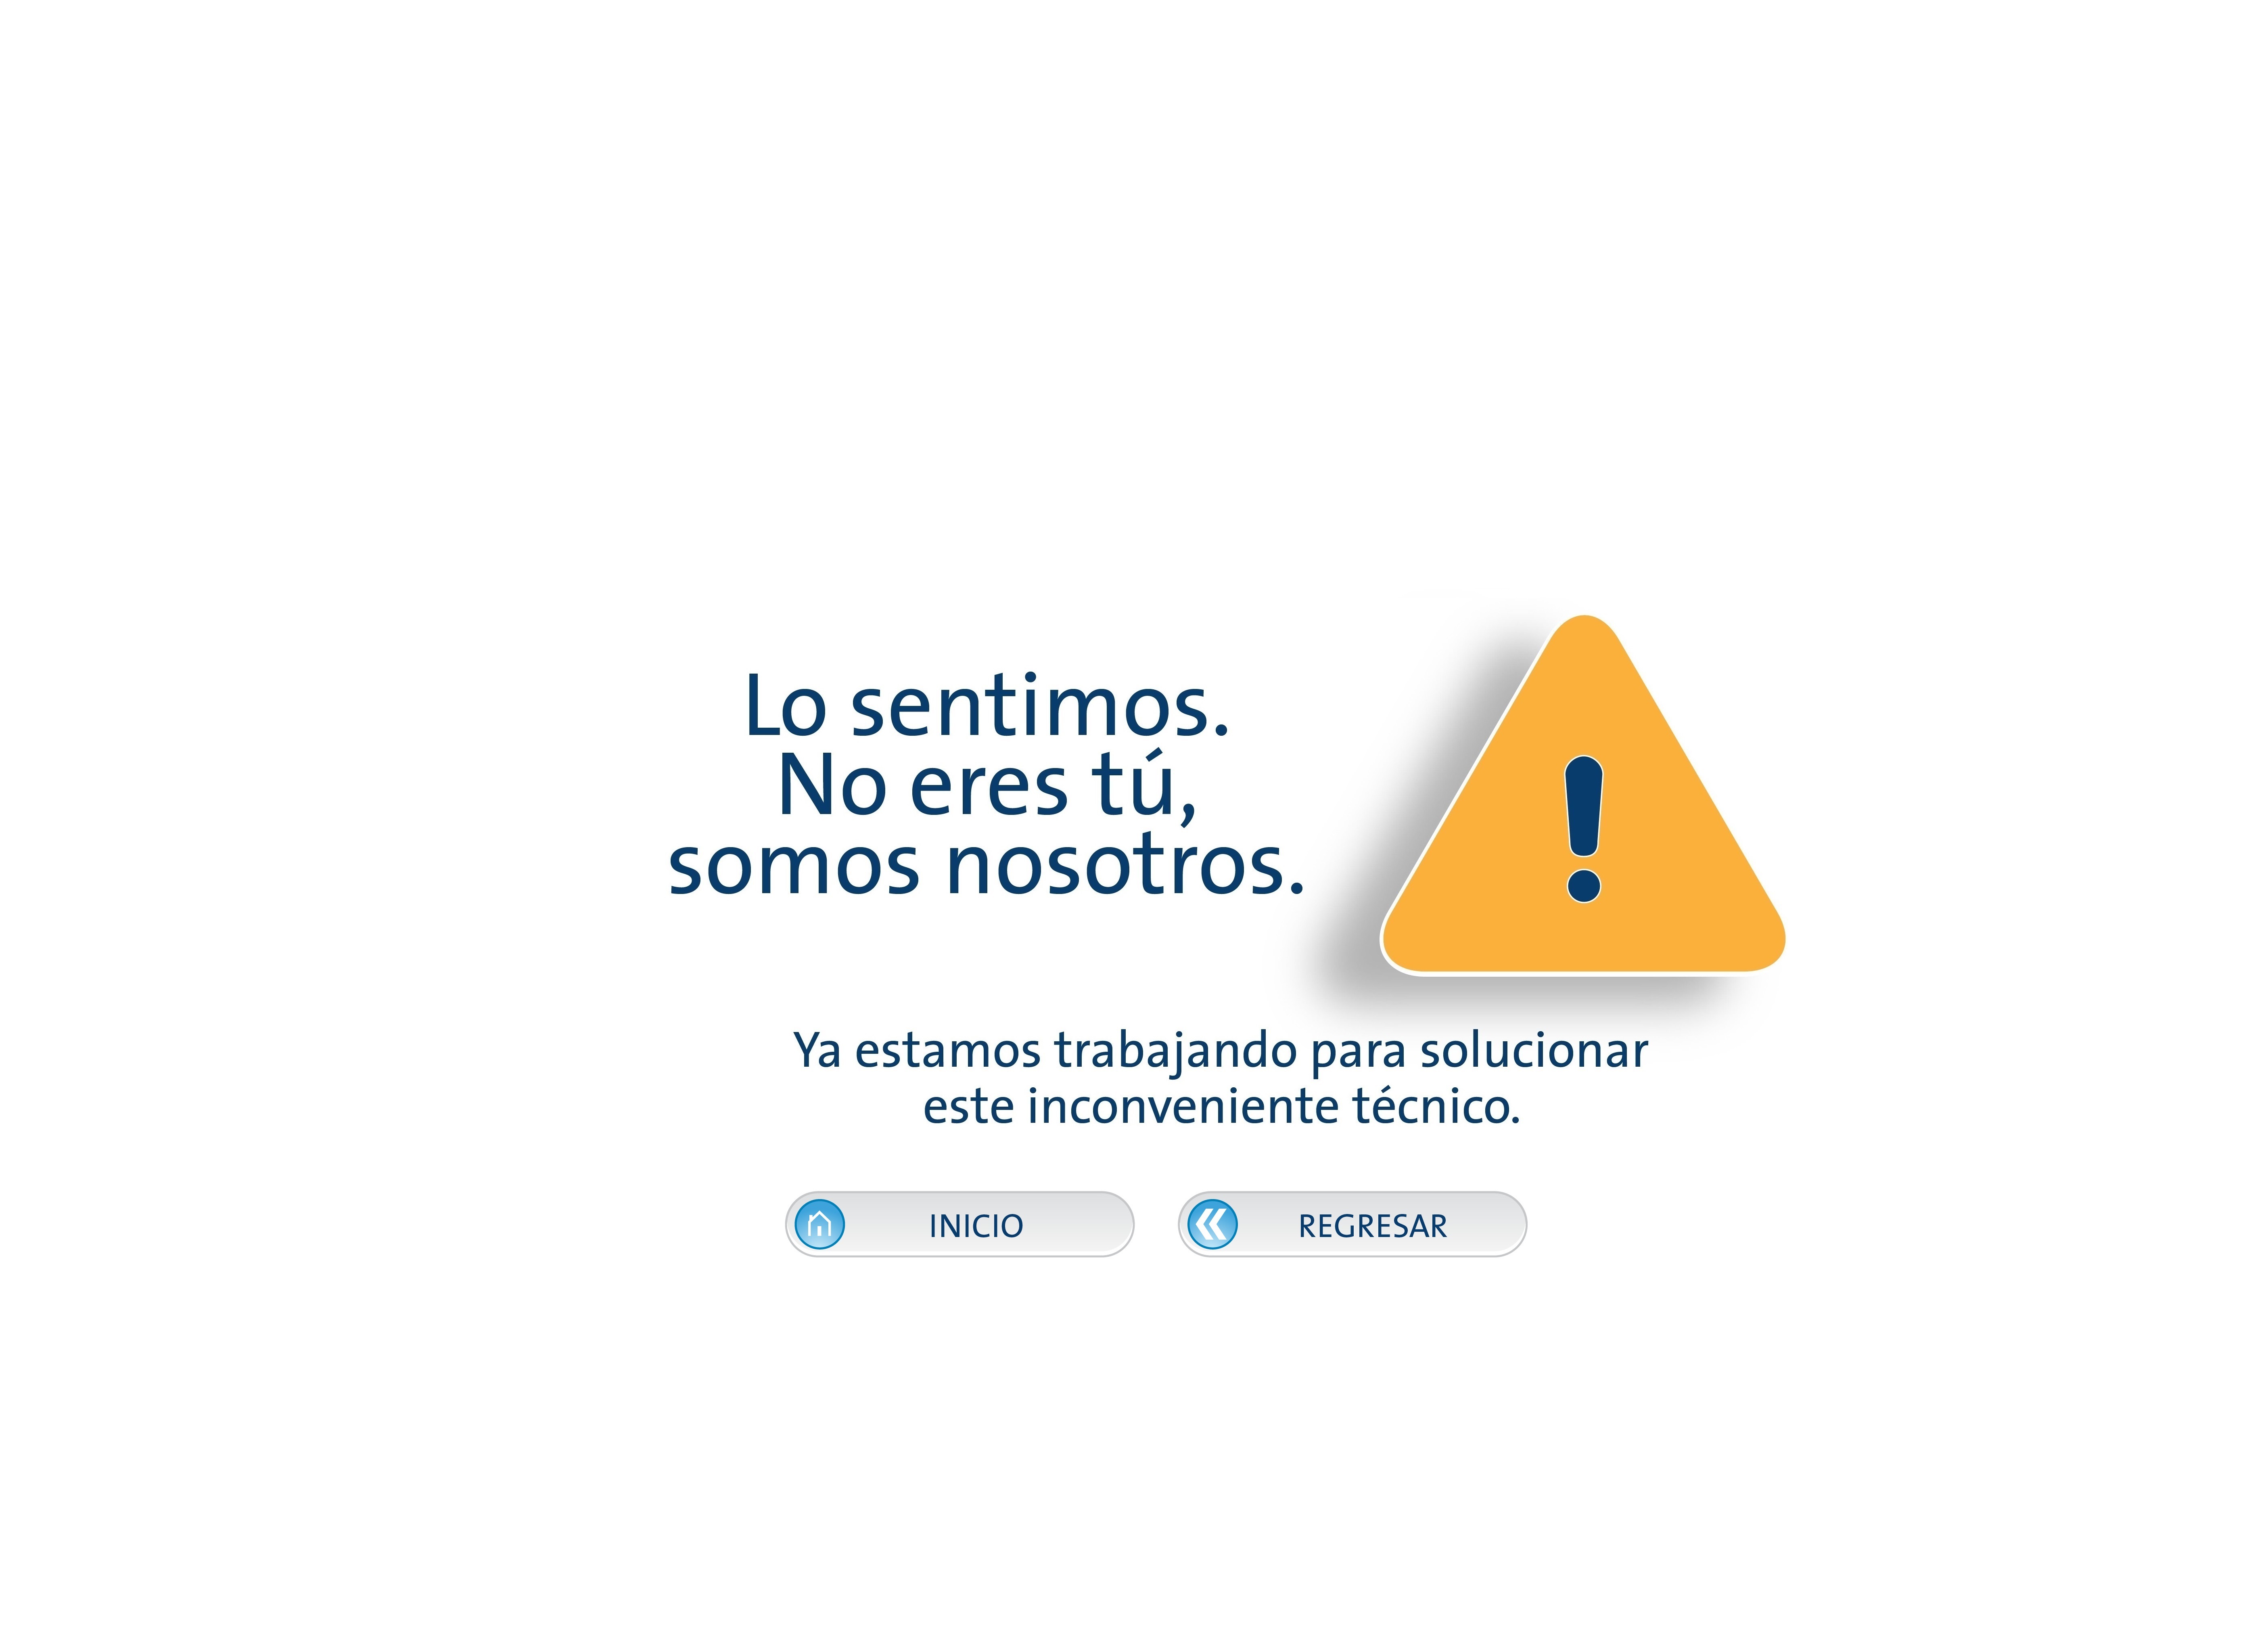 Lo sentimos.
No eres tú,
somos nosotros.
Ya estamos trabajando para solucionar
este inconveniente técnico.
INICIO
REGRESAR